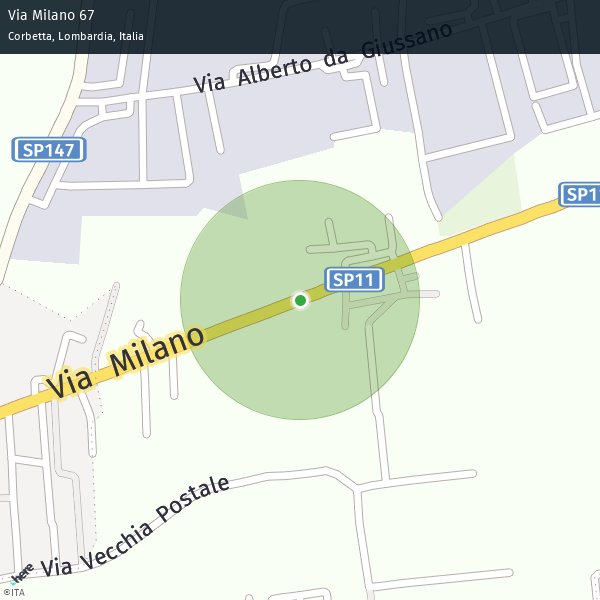 Via Milano 67
Corbetta, Lombardia, Italia
Via Alberto da Giussano
SP147
SP11
Via Milano
Via Vecchia Postale
here
©ITA